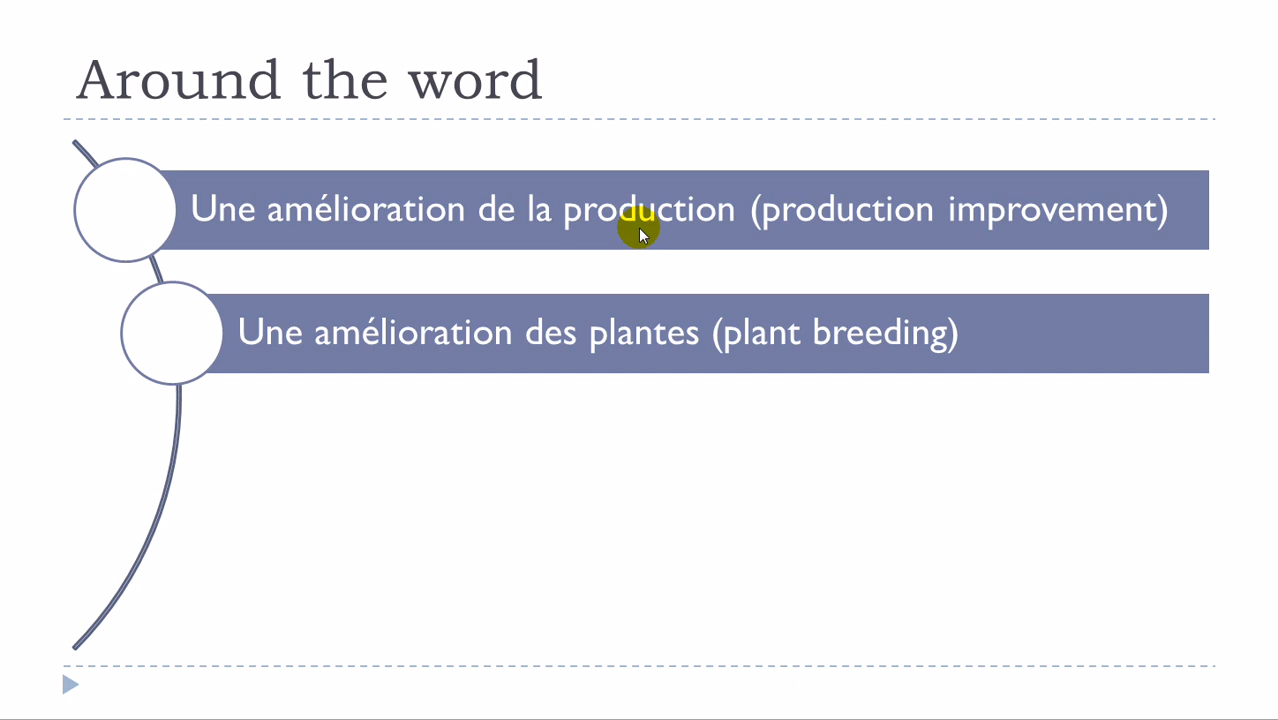 Around the word
Une amélioration de la production (production improvement)
Une amélioration des plantes (plant breeding)